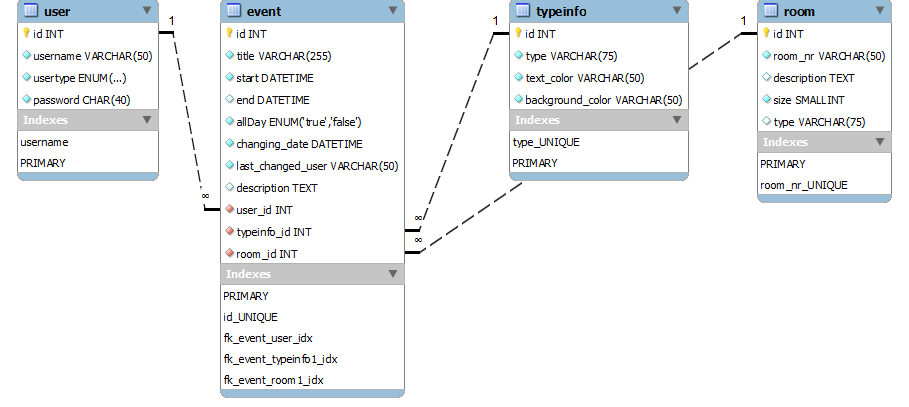 user
id INT
username VARCHAR(50)
usertype ENUM(...)
password CHAR(40)
Indexes
username
PRIMARY
1
∞
event
id INT
title VARCHAR(255)
start DATETIME
end DATETIME
allDay ENUM('true','false')
changing_date DATETIME
last_changed_user VARCHAR(50)
description TEXT
user_id INT
typeinfo_id INT
room_id INT
Indexes
PRIMARY
id_UNIQUE
fk_event_user_idx
fk_event_typeinfo1_idx
fk_event_room1_idx
1
∞
∞
typeinfo
id INT
type VARCHAR(75)
text_color VARCHAR(50)
background_color VARCHAR(50)
Indexes
type_UNIQUE
PRIMARY
1
room
id INT
room_nr VARCHAR(50)
description TEXT
size SMALLINT
type VARCHAR(75)
Indexes
PRIMARY
room_nr_UNIQUE